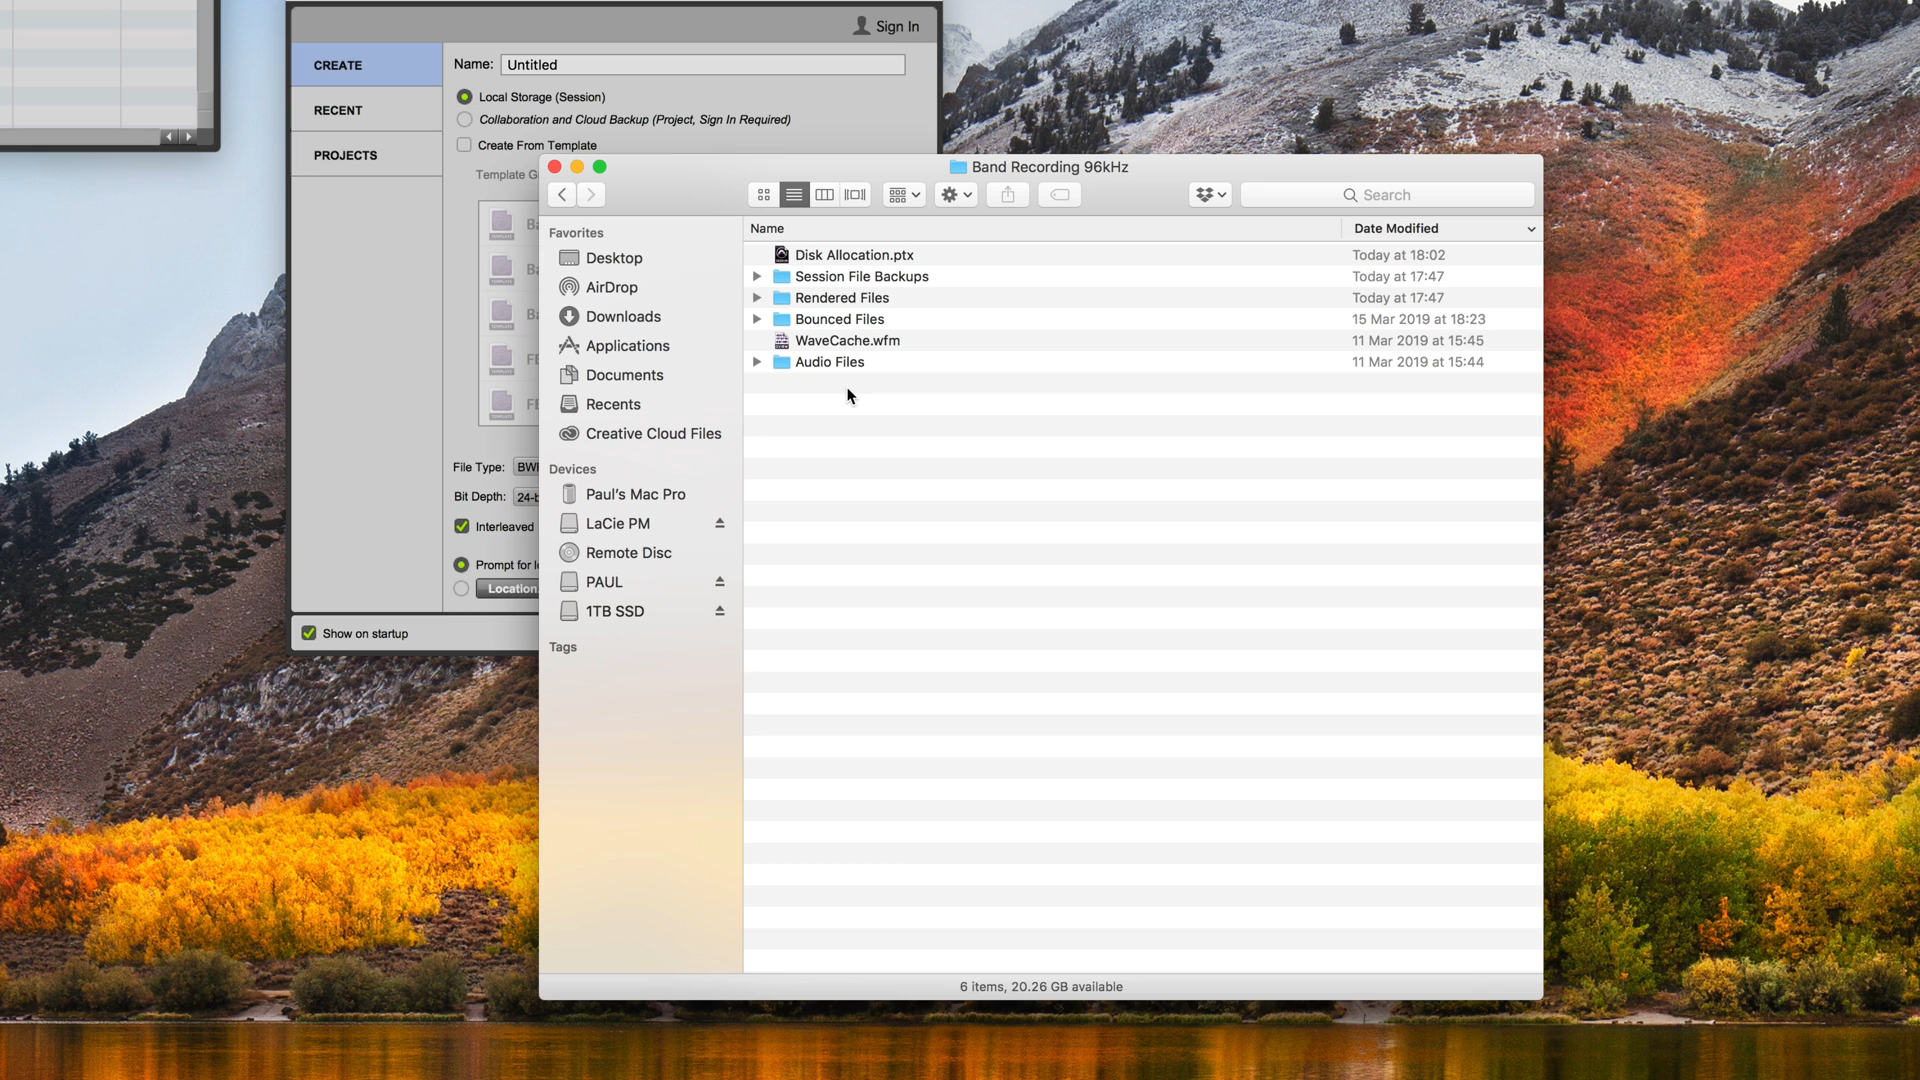 Sign In
CREATE
RECENT
PROJECTS
Name: Untitled
Local Storage (Session)
Collaboration and Cloud Backup (Project, Sign In Required)
Create From Template
File Type:
Bit Depth: 24-b
Interleaved
Prompt for
Location
Show on startup
Band Recording 96kHz
Search
Favorites
Desktop
AirDrop
Downloads
Applications
Documents
Recents
Creative Cloud Files
Devices
Paul's Mac Pro
LaCie PM
Remote Disc
PAUL
1TB SSD
Tags
Name Date Modified
Disk Allocation.ptx Today at 18:02
Session File Backups Today at 17:47
Rendered Files Today at 17:47
Bounced Files 15 Mar 2019 at 18:23
WaveCache.wfm 11 Mar 2019 at 15:45
Audio Files 11 Mar 2019 at 15:44
6 items, 20.26 GB available